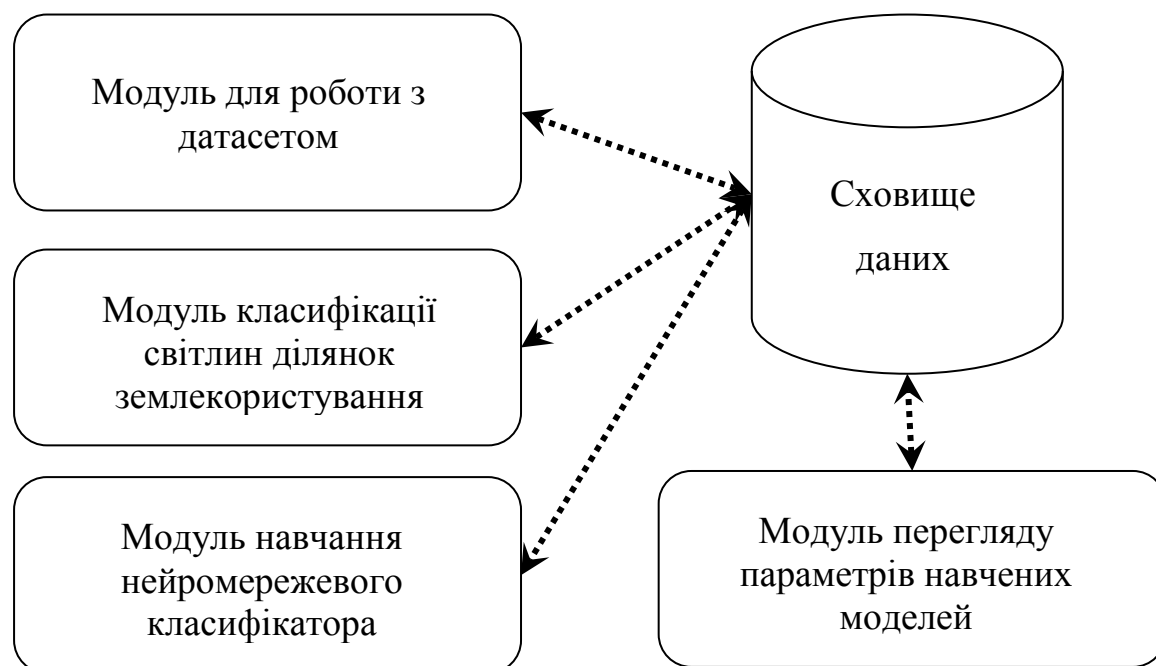 Модуль для роботи з
датасетом
Сховище
даних
Модуль класифікації
світлин ділянок
землекористування
Модуль навчання
нейромережевого
класифікатора
Модуль перегляду
параметрів навчених
моделей